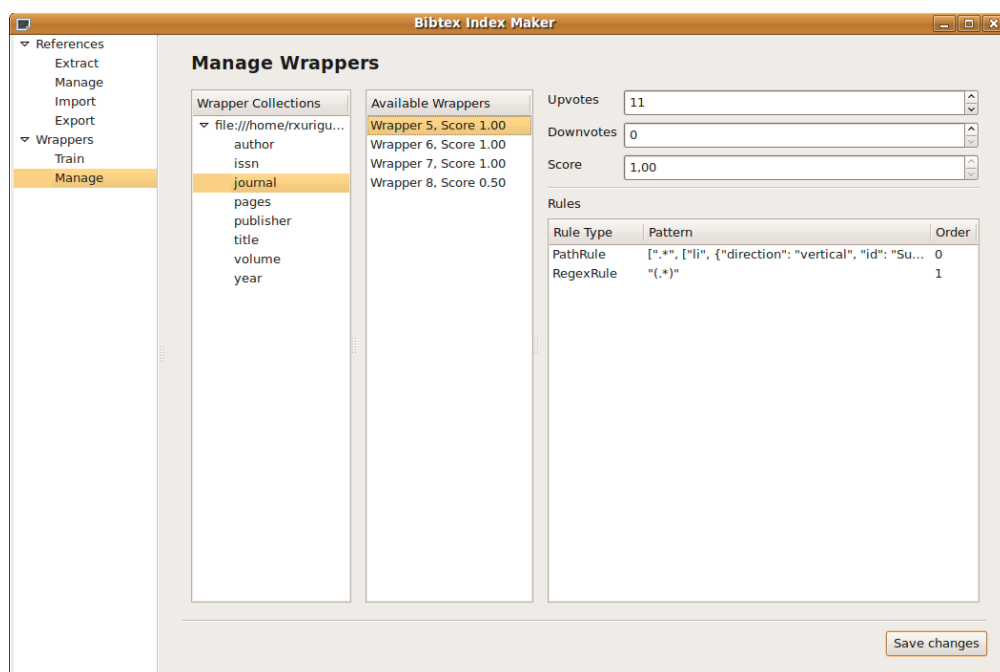 Bibtex Index Maker
References
Extract
Manage
Import
Export
Wrappers
Train
Manage
Manage Wrappers
Wrapper Collections
file:///home/rxurigu...
author
issn
journal
pages
publisher
title
volume
year
Available Wrappers
Wrapper 5, Score 1.00
Wrapper 6, Score 1.00
Wrapper 7, Score 1.00
Wrapper 8, Score 0.50
Upvotes 11
Downvotes 0
Score 1,00
Rules
Rule Type Pattern Order
PathRule [".*", ["li", {"direction": "vertical", "id": "Su... 0
RegexRule "(.*)" 1
Save changes